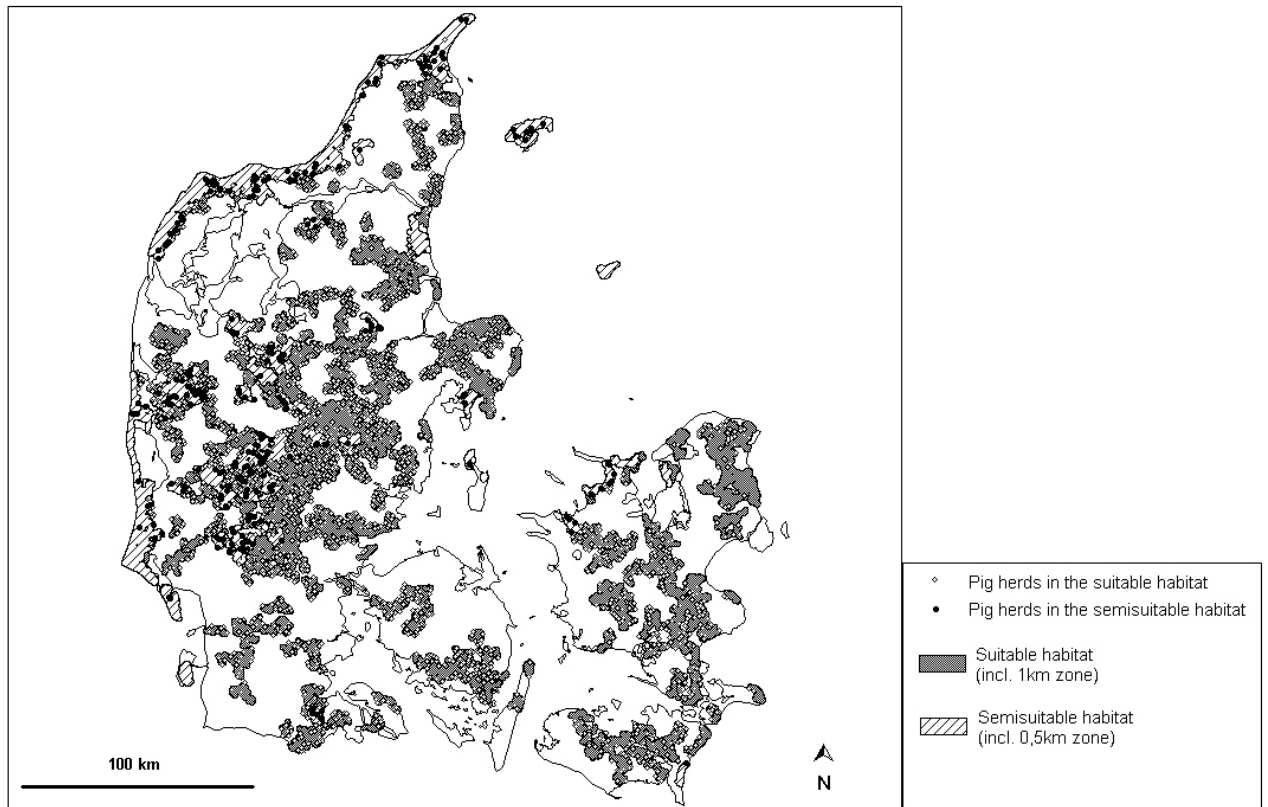 Pig herds in the suitable habitat
Pig herds in the semisuitable habitat
Suitable habitat
(incl. 1km zone)
Semisuitable habitat
(incl. 0,5km zone)
100 km
N